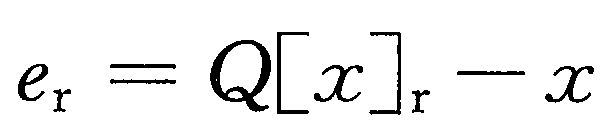 e_r = Q[x]_r − x